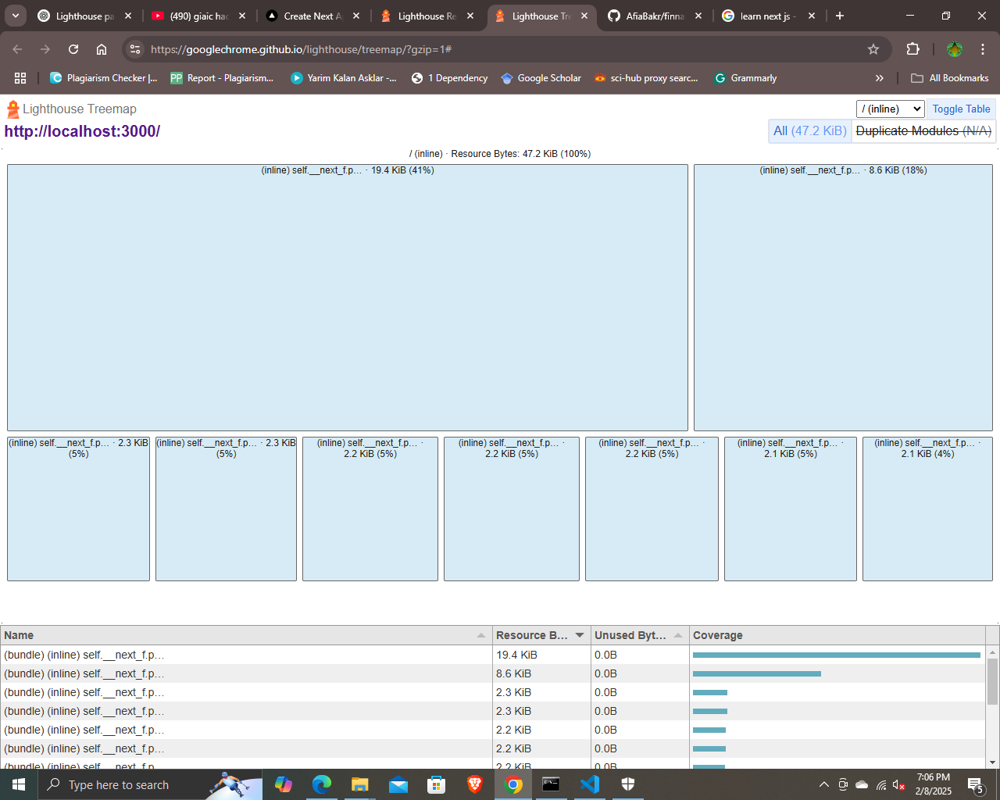 Lighthouse pa
(490) giaic hac
Create Next A
Lighthouse Re
Lighthouse Tre
AfiaBakr/finna
learn next js -
https://googlechrome.github.io/lighthouse/treemap/?gzip=1#
Plagiarism Checker |...
Report - Plagiarism...
Yarim Kalan Asklar -...
1 Dependency
Google Scholar
sci-hub proxy searc...
Grammarly
All Bookmarks
Lighthouse Treemap
/ (inline)
Toggle Table
http://localhost:3000/
All (47.2 KiB)
Duplicate Modules (N/A)
/ (inline) · Resource Bytes: 47.2 KiB (100%)
(inline) self.__next_f.p… · 19.4 KiB (41%)
(inline) self.__next_f.p… · 8.6 KiB (18%)
(inline) self.__next_f.p… · 2.3 KiB
(5%)
(inline) self.__next_f.p… · 2.3 KiB
(5%)
(inline) self.__next_f.p… ·
2.2 KiB (5%)
(inline) self.__next_f.p… ·
2.2 KiB (5%)
(inline) self.__next_f.p… ·
2.2 KiB (5%)
(inline) self.__next_f.p… ·
2.1 KiB (5%)
(inline) self.__next_f.p… ·
2.1 KiB (4%)
Name
Resource B…
Unused Byt…
Coverage
(bundle) (inline) self.__next_f.p… 19.4 KiB 0.0B
(bundle) (inline) self.__next_f.p… 8.6 KiB 0.0B
(bundle) (inline) self.__next_f.p… 2.3 KiB 0.0B
(bundle) (inline) self.__next_f.p… 2.3 KiB 0.0B
(bundle) (inline) self.__next_f.p… 2.2 KiB 0.0B
(bundle) (inline) self.__next_f.p… 2.2 KiB 0.0B
(bundle) (inline) self.__next_f.p… 2.2 KiB 0.0B
Type here to search
7:06 PM
2/8/2025
5